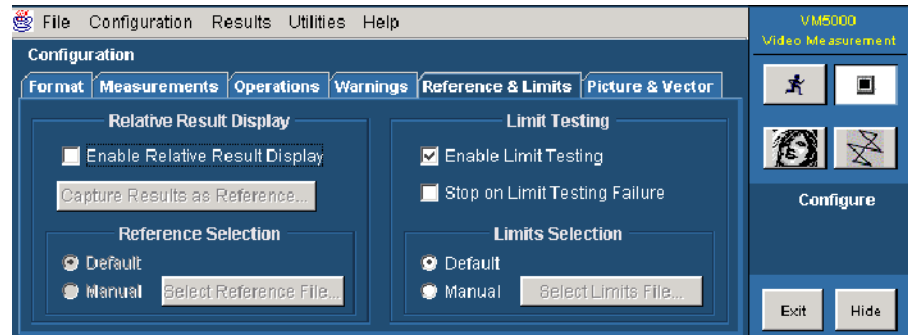 File Configuration Results Utilities Help
Configuration
Format Measurements Operations Warnings Reference & Limits Picture & Vector
Relative Result Display
Enable Relative Result Display
Capture Results as Reference...
Reference Selection
Default
Manual Select Reference File...
Limit Testing
Enable Limit Testing
Stop on Limit Testing Failure
Limits Selection
Default
Manual Select Limits File...
VM5000
Video Measurement
Configure
Exit Hide